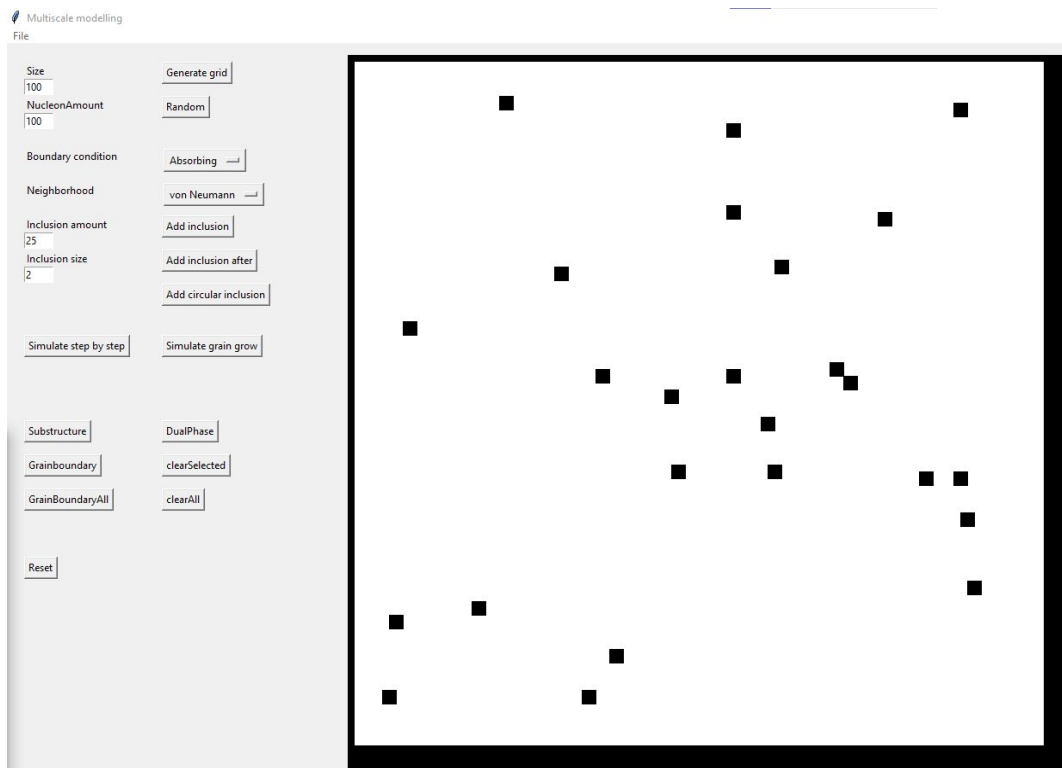 Multiscale modelling
File
Size
Generate grid
100
NucleonAmount
Random
100
Boundary condition
Absorbing
Neighborhood
von Neumann
Inclusion amount
Add inclusion
25
Inclusion size
Add inclusion after
2
Add circular inclusion
Simulate step by step
Simulate grain grow
Substructure
DualPhase
Grainboundary
clearSelected
GrainBoundaryAll
clearAll
Reset